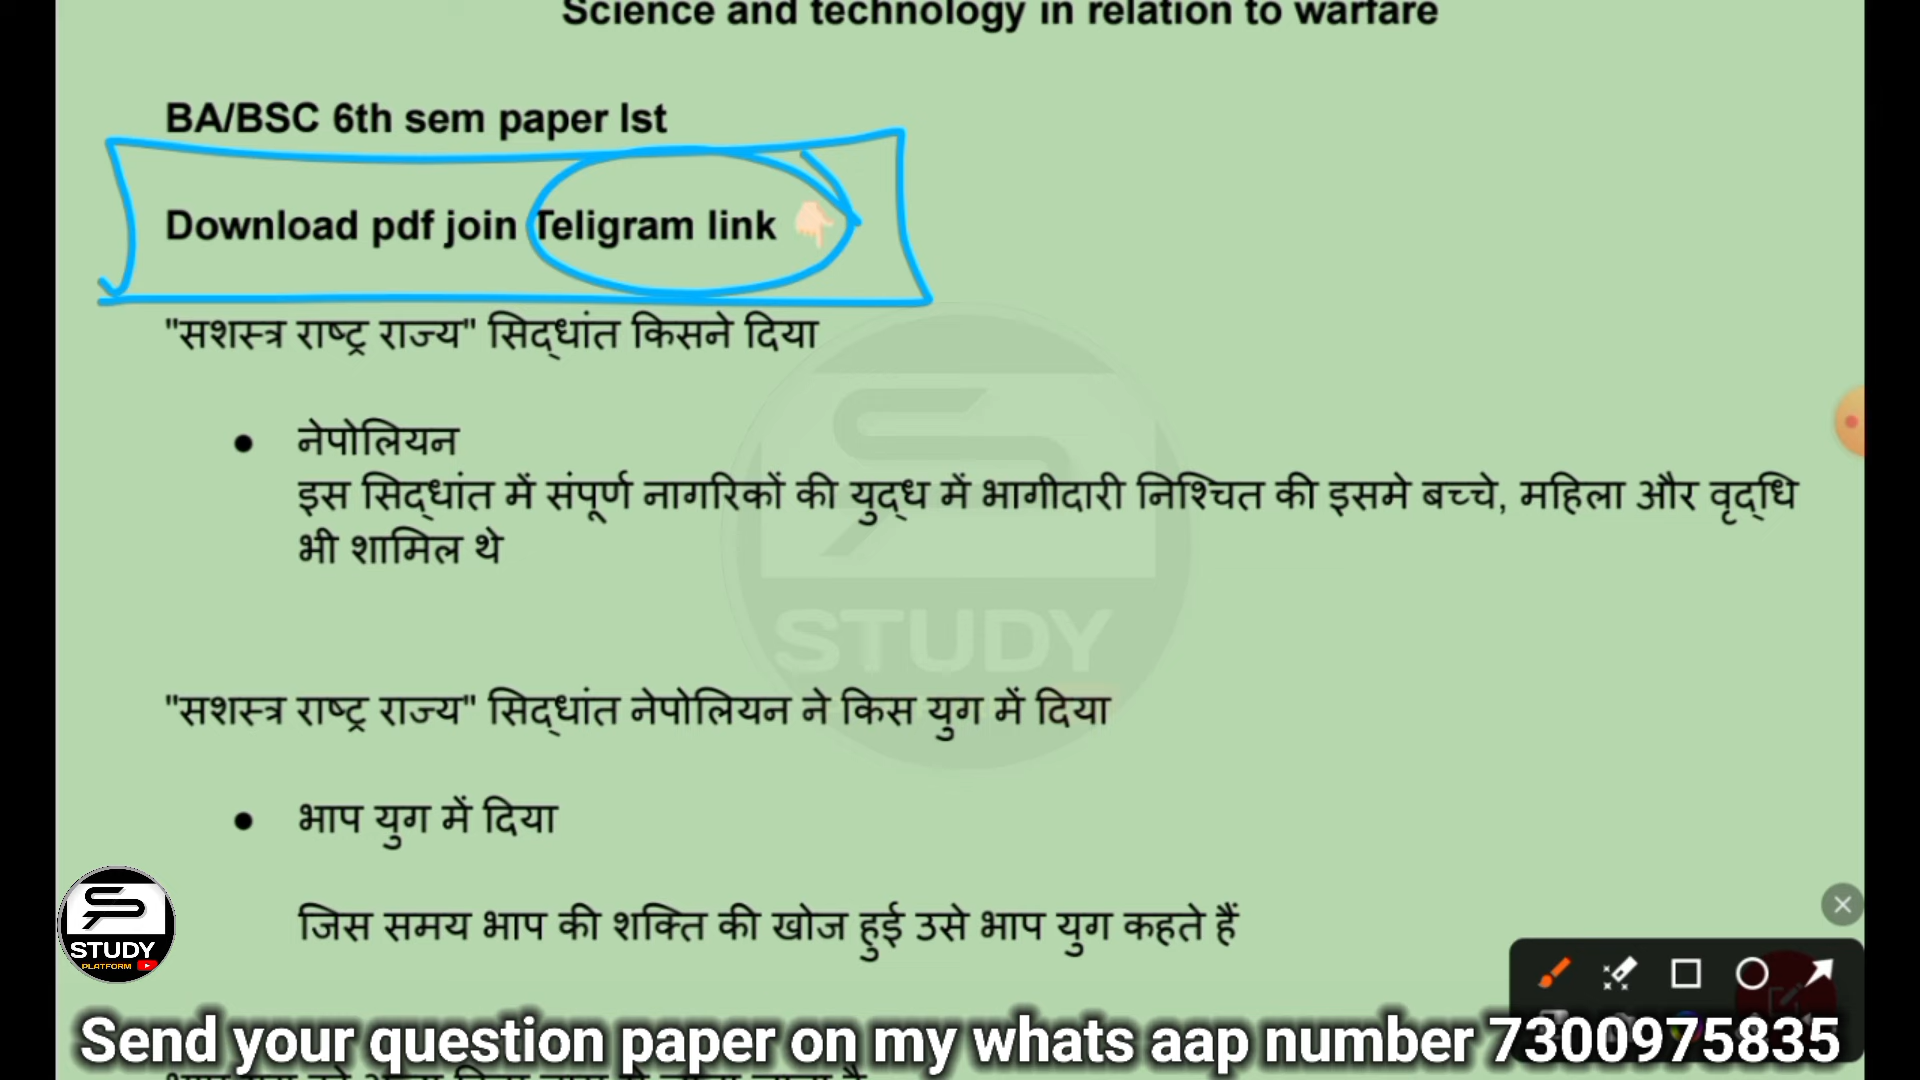 Science and technology in relation to warfare
BA/BSC 6th sem paper Ist
Download pdf join Teligram link 👇🏻
"सशस्त्र राष्ट्र राज्य" सिद्धांत किसने दिया
● नेपोलियन
इस सिद्धांत में संपूर्ण नागरिकों की युद्ध में भागीदारी निश्चित की इसमे बच्चे, महिला और वृद्धि
भी शामिल थे
STUDY
"सशस्त्र राष्ट्र राज्य" सिद्धांत नेपोलियन ने किस युग में दिया
● भाप युग में दिया
जिस समय भाप की शक्ति की खोज हुई उसे भाप युग कहते हैं
STUDY
PLATFORM
Send your question paper on my whats aap number 7300975835